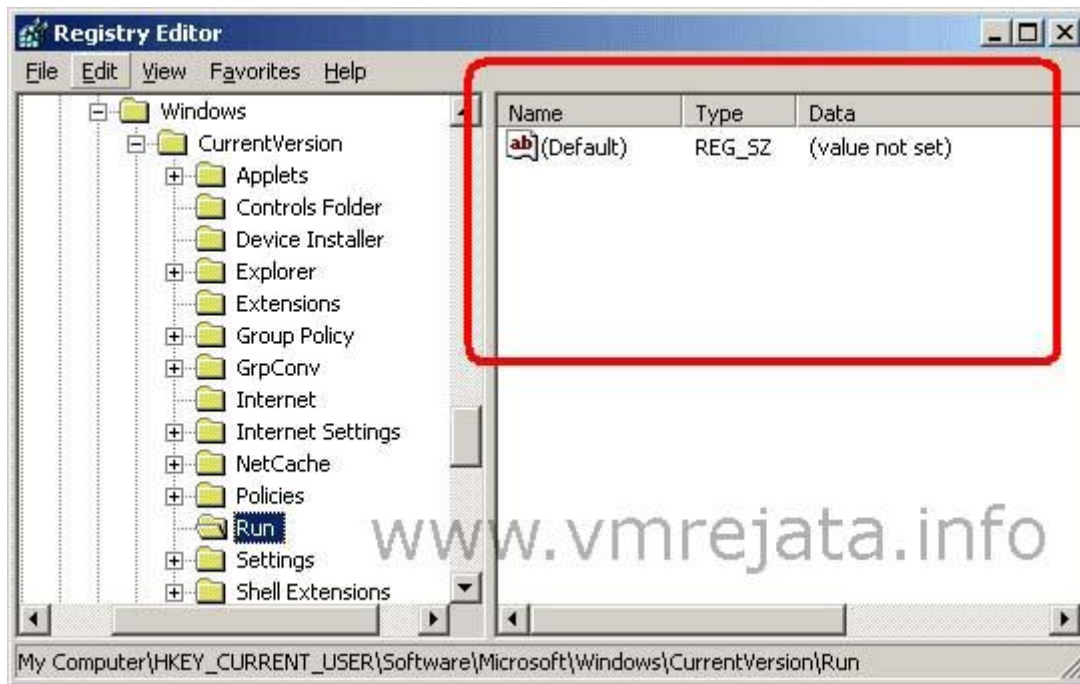 Registry Editor
File Edit View Favorites Help
Windows
CurrentVersion
Applets
Controls Folder
Device Installer
Explorer
Extensions
Group Policy
GrpConv
Internet
Internet Settings
NetCache
Policies
Run
Settings
Shell Extensions
Name Type Data
(Default) REG_SZ (value not set)
www.vmrejata.info
My Computer\HKEY_CURRENT_USER\Software\Microsoft\Windows\CurrentVersion\Run